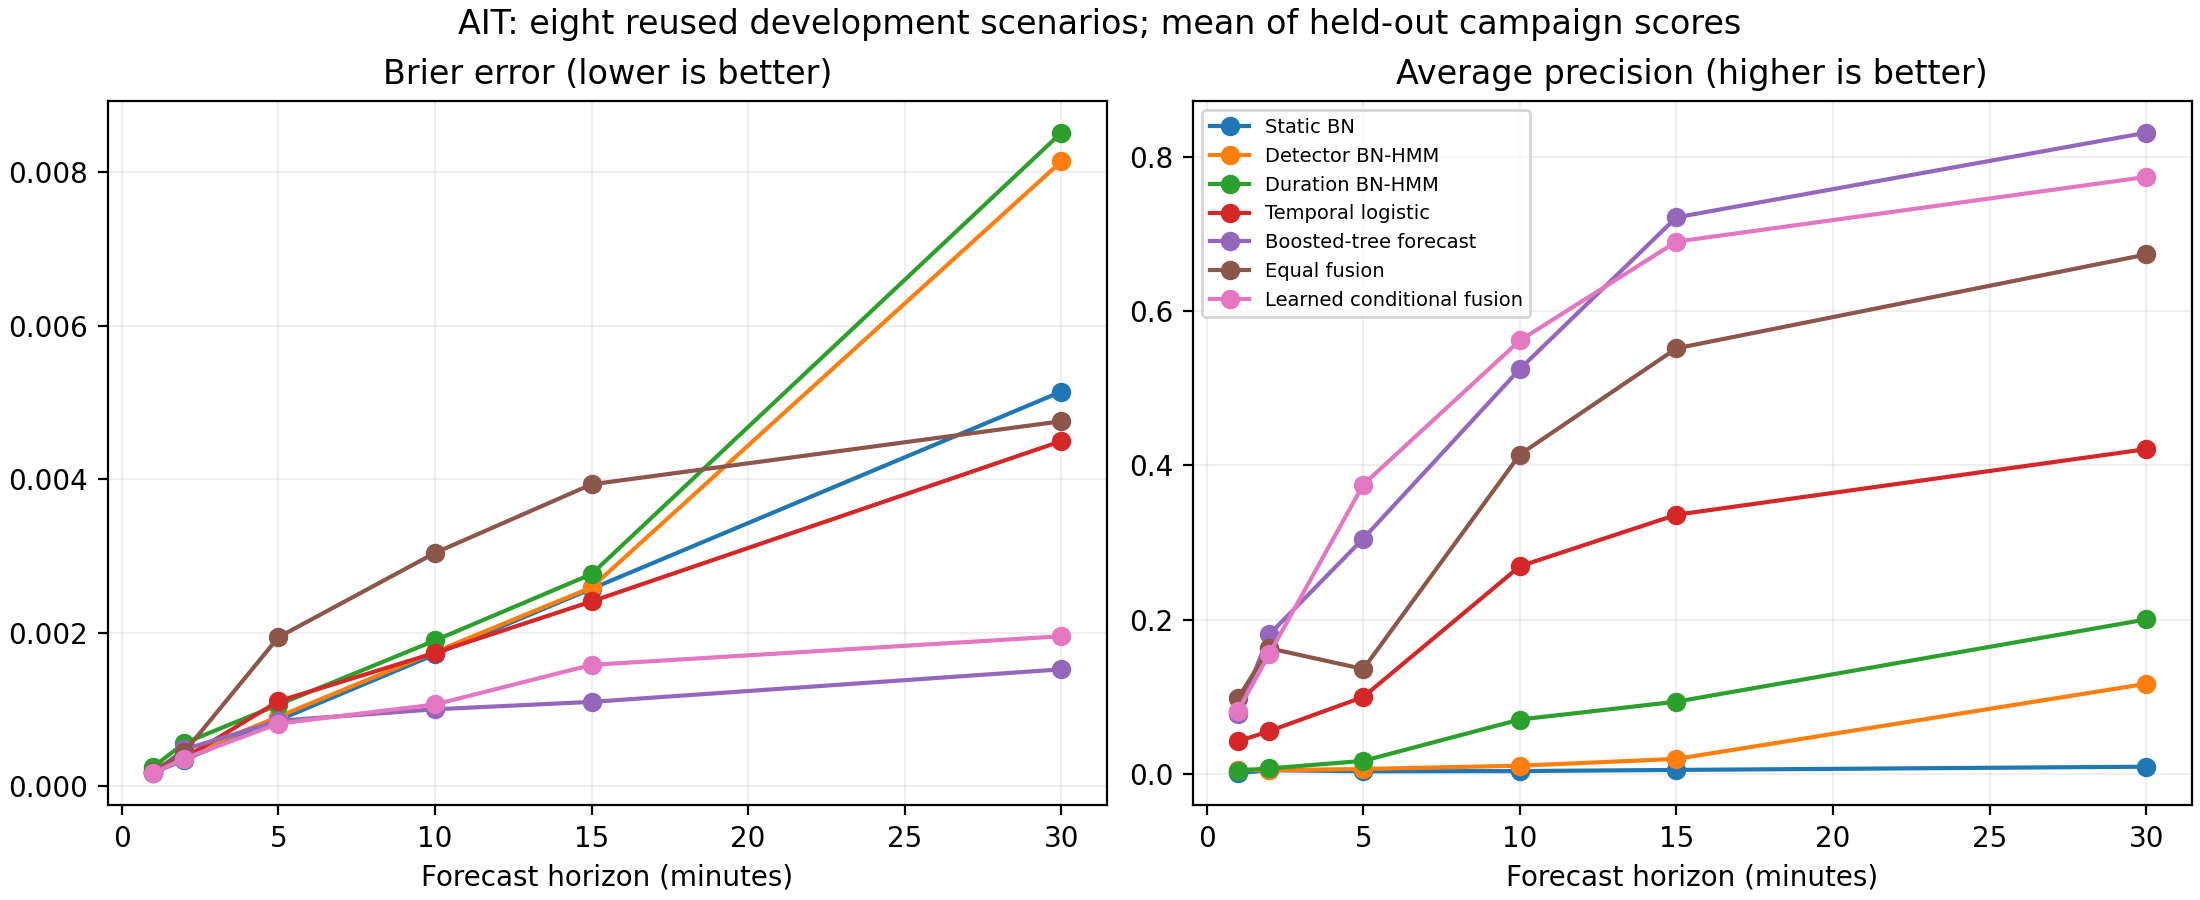 AIT: eight reused development scenarios; mean of held-out campaign scores
Brier error (lower is better)
0.008
0.006
0.004
0.002
0.000
0 5 10 15 20 25 30
Forecast horizon (minutes)
Average precision (higher is better)
Static BN
Detector BN-HMM
Duration BN-HMM
Temporal logistic
Boosted-tree forecast
Equal fusion
Learned conditional fusion
0.8
0.6
0.4
0.2
0.0
0 5 10 15 20 25 30
Forecast horizon (minutes)